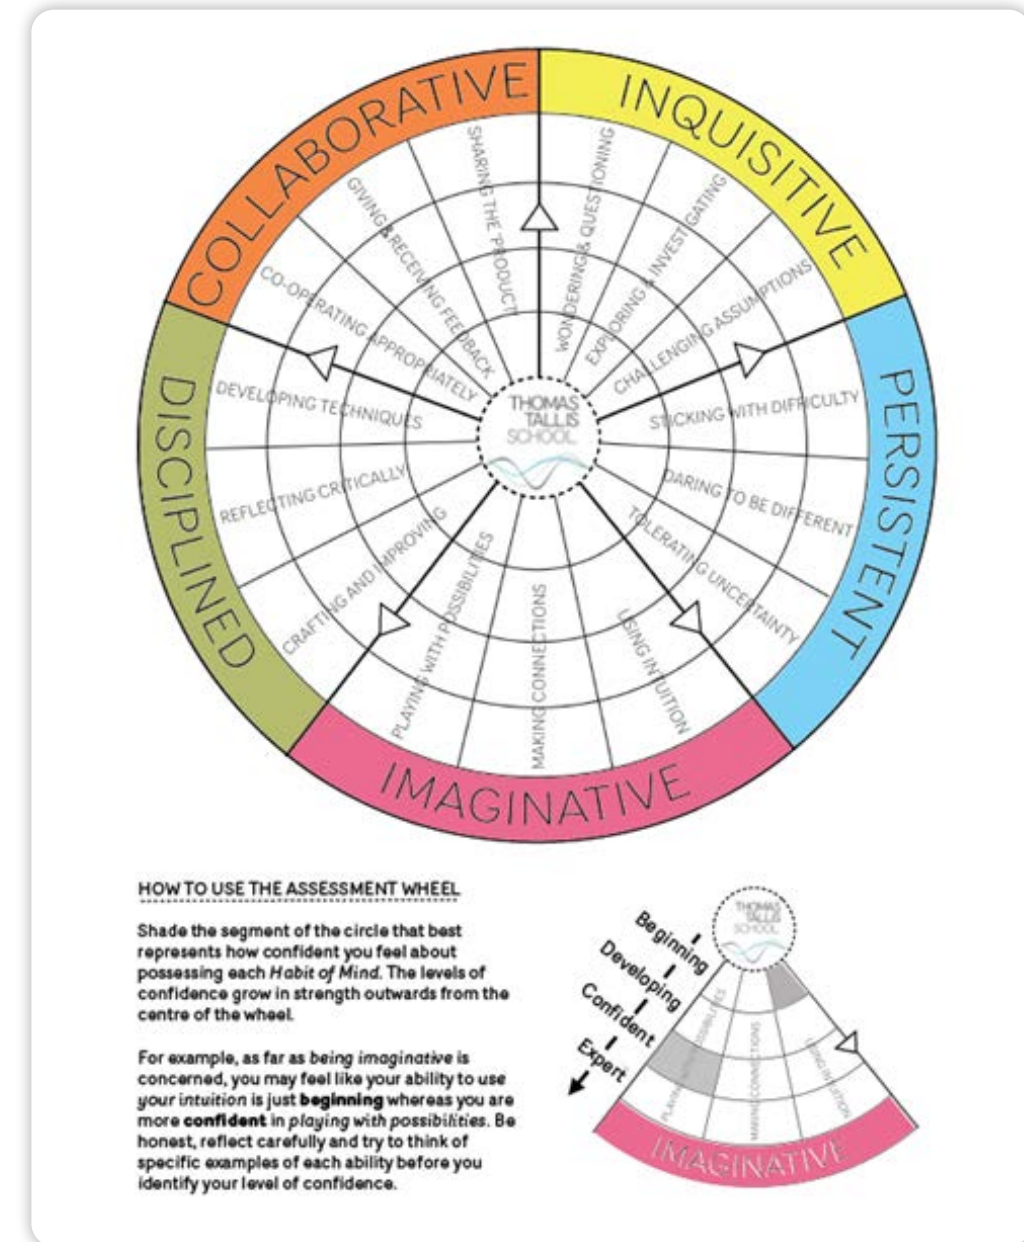 COLLABORATIVE
INQUISITIVE
PERSISTENT
IMAGINATIVE
DISCIPLINED
SHARING THE 'PRODUCT'
GIVING & RECEIVING FEEDBACK
CO-OPERATING APPROPRIATELY
WONDERING & QUESTIONING
EXPLORING & INVESTIGATING
CHALLENGING ASSUMPTIONS
STICKING WITH DIFFICULTY
DARING TO BE DIFFERENT
TOLERATING UNCERTAINTY
USING INTUITION
MAKING CONNECTIONS
PLAYING WITH POSSIBILITIES
CRAFTING AND IMPROVING
REFLECTING CRITICALLY
DEVELOPING TECHNIQUES
THOMAS
TALLIS
SCHOOL
HOW TO USE THE ASSESSMENT WHEEL
Shade the segment of the circle that best
represents how confident you feel about
possessing each Habit of Mind. The levels of
confidence grow in strength outwards from the
centre of the wheel.
For example, as far as being imaginative is
concerned, you may feel like your ability to use
your intuition is just beginning whereas you are
more confident in playing with possibilities. Be
honest, reflect carefully and try to think of
specific examples of each ability before you
identify your level of confidence.
THOMAS
TALLIS
SCHOOL
Beginning
Developing
Confident
Expert
PLAYING WITH POSSIBILITIES
MAKING CONNECTIONS
USING INTUITION
IMAGINATIVE